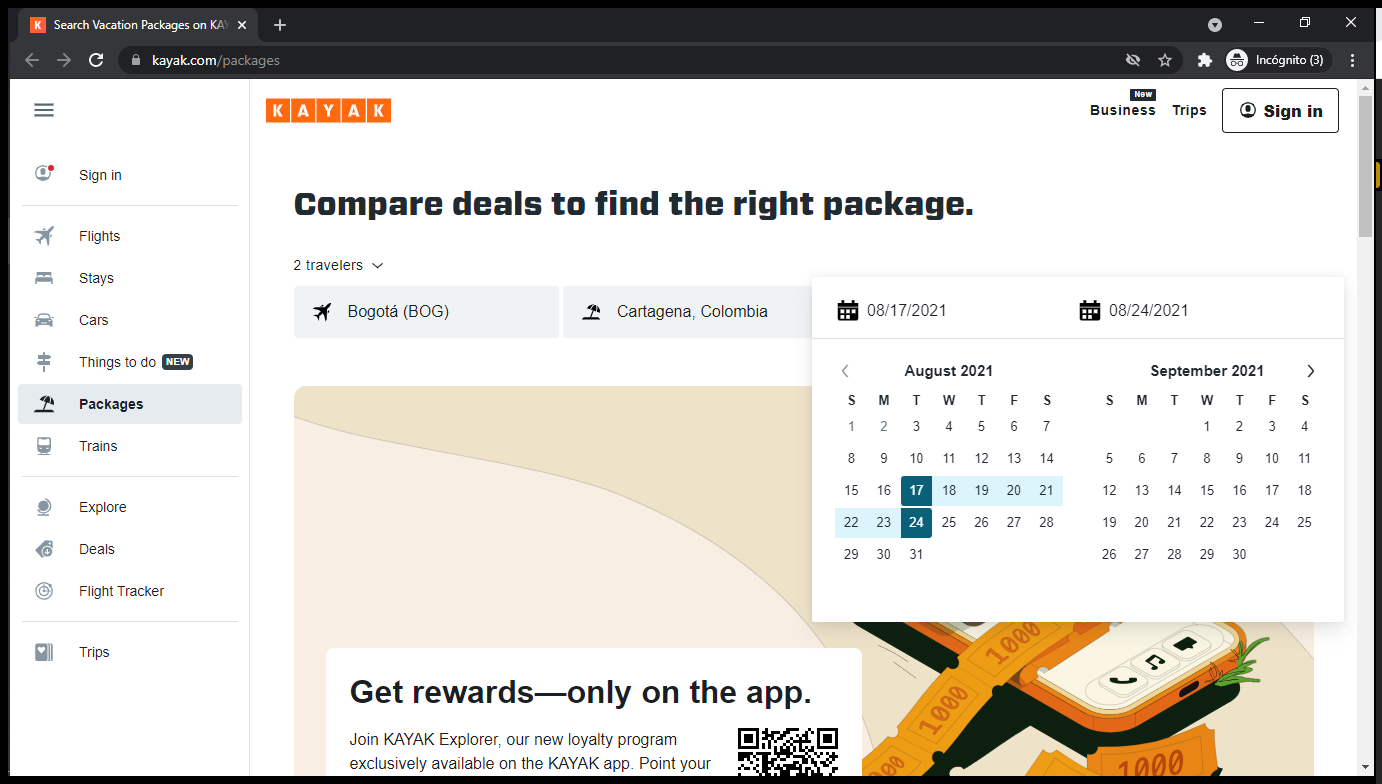 Search Vacation Packages on KAY
kayak.com/packages
Incógnito (3)
KAYAK
New
Business
Trips
Sign in
Sign in
Flights
Stays
Cars
Things to do NEW
Packages
Trains
Explore
Deals
Flight Tracker
Trips
Compare deals to find the right package.
2 travelers
Bogotá (BOG)
Cartagena, Colombia
08/17/2021
08/24/2021
August 2021
S M T W T F S
1 2 3 4 5 6 7
8 9 10 11 12 13 14
15 16 17 18 19 20 21
22 23 24 25 26 27 28
29 30 31
September 2021
S M T W T F S
1 2 3 4
5 6 7 8 9 10 11
12 13 14 15 16 17 18
19 20 21 22 23 24 25
26 27 28 29 30
Get rewards—only on the app.
Join KAYAK Explorer, our new loyalty program
exclusively available on the KAYAK app. Point your
1000
1000
1000
00